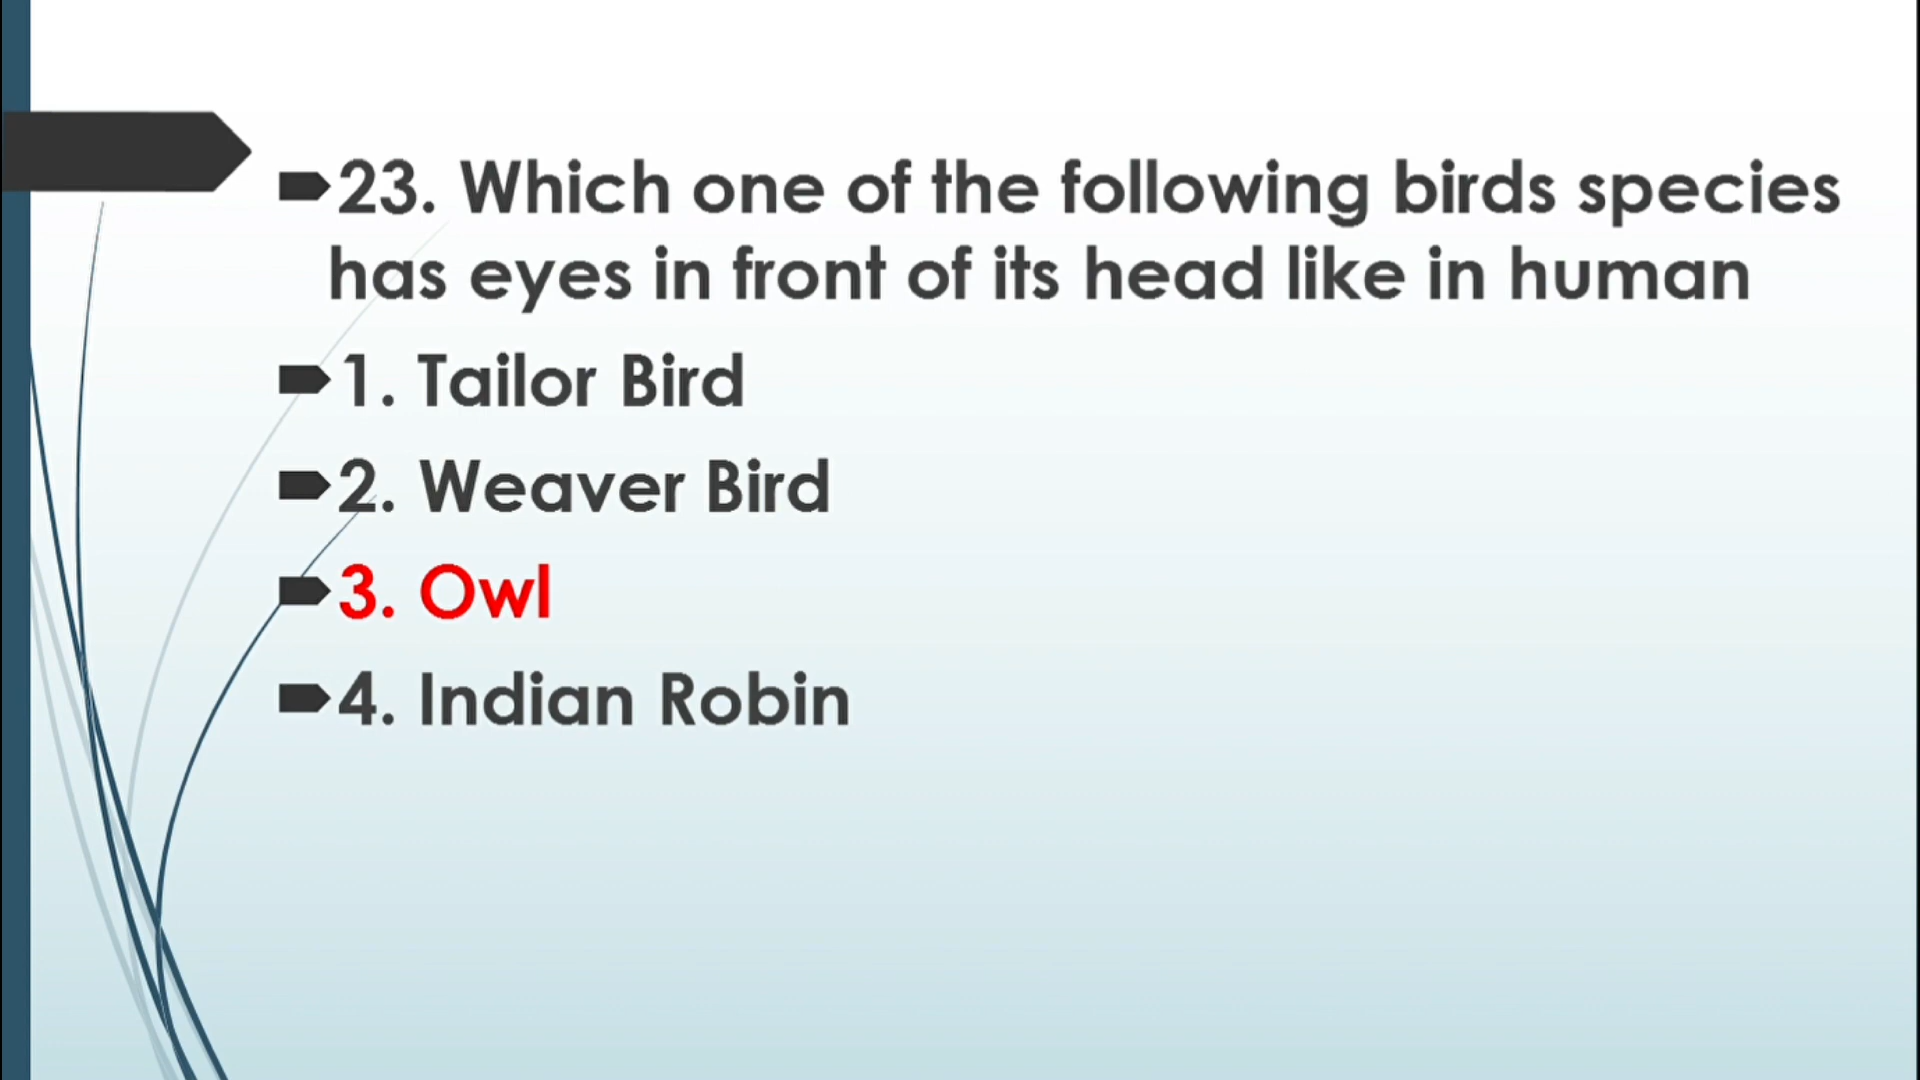 23. Which one of the following birds species
has eyes in front of its head like in human
1. Tailor Bird
2. Weaver Bird
3. Owl
4. Indian Robin